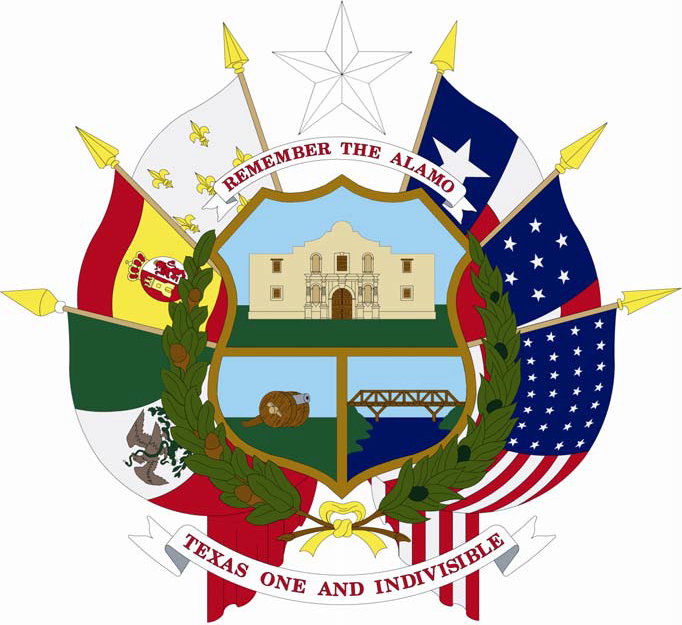 REMEMBER THE ALAMO
TEXAS ONE AND INDIVISIBLE